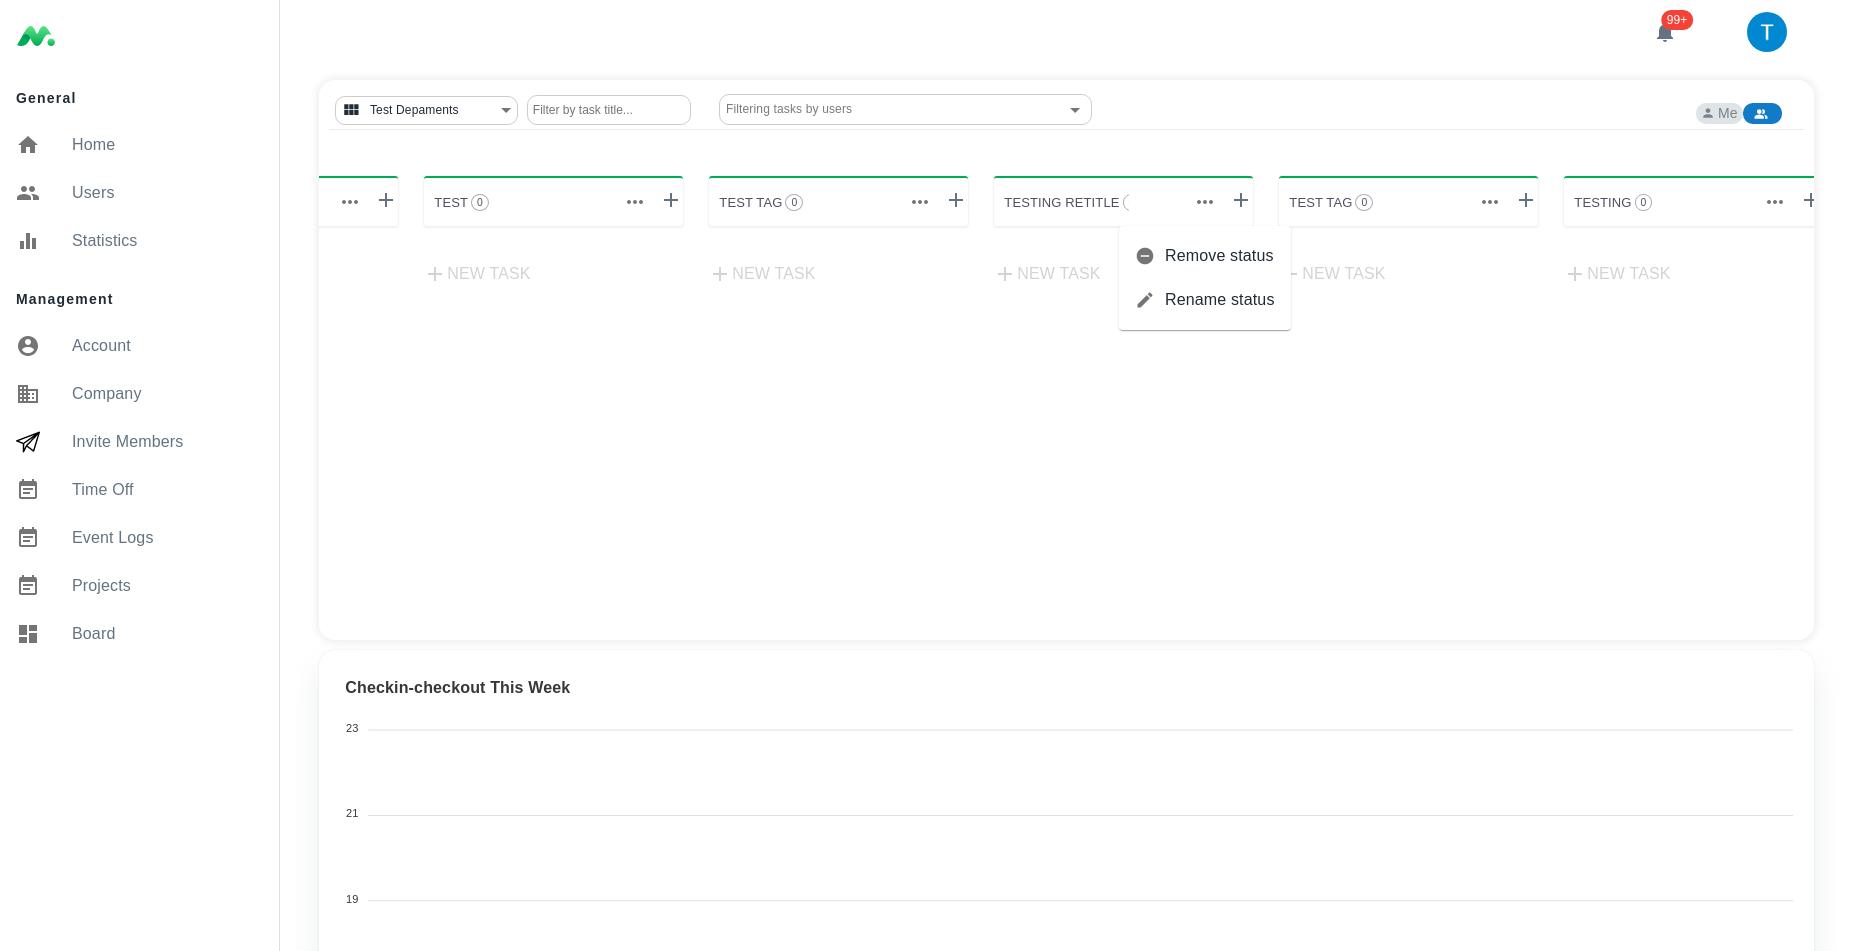 99+
T
General
Home
Users
Statistics
Management
Account
Company
Invite Members
Time Off
Event Logs
Projects
Board
Test Depaments
Filter by task title...
Filtering tasks by users
Me
TEST 0
TEST TAG 0
TESTING RETITLE
TEST TAG 0
TESTING 0
NEW TASK
NEW TASK
NEW TASK
NEW TASK
NEW TASK
Remove status
Rename status
Checkin-checkout This Week
23
21
19